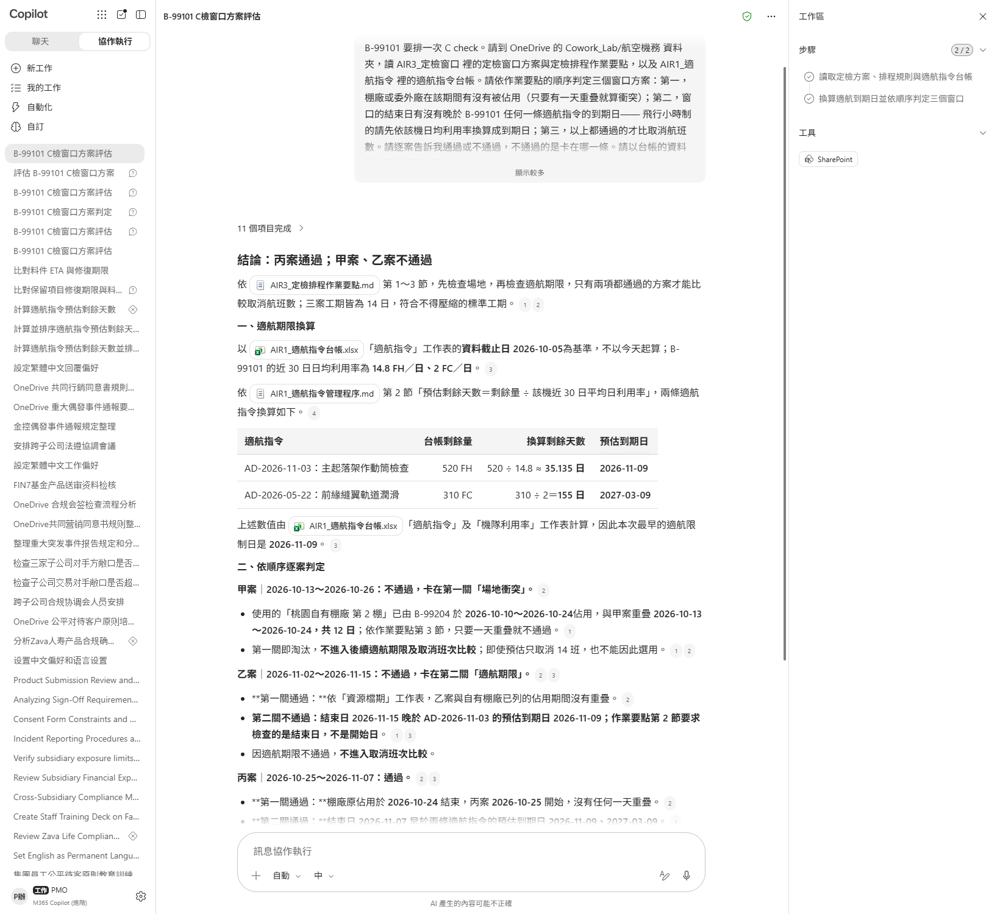 Copilot
聊天
協作執行
新工作
我的工作
自動化
自訂
B-99101 C檢窗口方案評估
評估 B-99101 C檢窗口方案
B-99101 C檢窗口方案評估
B-99101 C檢窗口方案判定
B-99101 C檢窗口方案評估
B-99101 C檢窗口方案評估
比對料件 ETA 與修復期限
比對保留項目修復期限與料...
計算適航指令預估剩餘天數
計算並排序適航指令預估剩餘天...
計算適航指令預估剩餘天數並排...
設定繁體中文回覆偏好
OneDrive 共同行銷同意書規則...
OneDrive 重大偶發事件通報要...
金控偶發事件通報規定整理
安排跨子公司法遵協調會議
設定繁體中文工作偏好
FIN7基金产品送审资料检核
OneDrive 合规会签检查流程分析
OneDrive共同营销同意书规则整...
整理重大突发事件报告规定和分...
检查三家子公司对手方敞口是否...
检查子公司交易对手敞口是否超...
跨子公司合规协调会人员安排
OneDrive 公平对待客户原则培...
分析Zava人寿产品合规确...
设置中文偏好和语言设置
Product Submission Review and...
Analyzing Sign-Off Requiremen...
Consent Form Constraints and ...
Incident Reporting Procedures a...
Verify subsidiary exposure limits...
Review Subsidiary Financial Exp...
Cross-Subsidiary Compliance M...
Create Staff Training Deck on Fa...
Review Zava Life Complian...
Set English as Permanent Langu...
集團員工公平待客原則教育訓練
P辦
工作 PMO
M365 Copilot (進階)
B-99101 C檢窗口方案評估
B-99101 要排一次 C check。請到 OneDrive 的 Cowork_Lab/航空機務 資料
夾，讀 AIR3_定檢窗口 裡的定檢窗口方案與定檢排程作業要點，以及 AIR1_適
航指令 裡的適航指令台帳。請依作業要點的順序判定三個窗口方案：第一，
棚廠或委外廠在該期間有沒有被佔用（只要有一天重疊就算衝突）；第二，窗
口的結束日有沒有晚於 B-99101 任何一條適航指令的到期日—— 飛行小時制
的請先依該機日均利用率換算成到期日；第三，以上都通過的才比取消航班
數。請逐案告訴我通過或不通過，不通過的是卡在哪一條。請以台帳的資料
顯示較多
11 個項目完成
結論：丙案通過；甲案、乙案不通過
依 AIR3_定檢排程作業要點.md 第 1～3 節，先檢查場地，再檢查適航期限，只有兩項都通過的方案才能比
較取消航班數；三案工期皆為 14 日，符合不得壓縮的標準工期。 1 2
一、適航期限換算
以 AIR1_適航指令台帳.xlsx 「適航指令」工作表的資料截止日 2026-10-05為基準，不以今天起算；B-
99101 的近 30 日日均利用率為 14.8 FH／日、2 FC／日。 3
依 AIR1_適航指令管理程序.md 第 2 節「預估剩餘天數＝剩餘量 ÷ 該機近 30 日平均日利用率」，兩條適航
指令換算如下。 4
適航指令 台帳剩餘量 換算剩餘天數 預估到期日
AD-2026-11-03：主起落架作動筒檢查 520 FH 520 ÷ 14.8 ≈ 35.135 日 2026-11-09
AD-2026-05-22：前緣縫翼軌道潤滑 310 FC 310 ÷ 2＝155 日 2027-03-09
上述數值由 AIR1_適航指令台帳.xlsx 「適航指令」及「機隊利用率」工作表計算，因此本次最早的適航限
制日是 2026-11-09。 3
二、依順序逐案判定
甲案｜2026-10-13～2026-10-26：不通過，卡在第一關「場地衝突」。 2
使用的「桃園自有棚廠 第 2 棚」已由 B-99204 於 2026-10-10～2026-10-24佔用，與甲案重疊 2026-10-13
～2026-10-24，共 12 日；依作業要點第 3 節，只要一天重疊就不通過。 1
第一關即淘汰，不進入後續適航期限及取消班次比較；即使預估只取消 14 班，也不能因此選用。 1 2
乙案｜2026-11-02～2026-11-15：不通過，卡在第二關「適航期限」。 2 3
**第一關通過：**依「資源檔期」工作表，乙案與自有棚廠已列的佔用期間沒有重疊。 2
第二關不通過：結束日 2026-11-15 晚於 AD-2026-11-03 的預估到期日 2026-11-09；作業要點第 2 節要求
檢查的是結束日，不是開始日。 1 3
因適航期限不通過，不進入取消班次比較。
丙案｜2026-10-25～2026-11-07：通過。 2 3
**第一關通過：**棚廠原佔用於 2026-10-24 結束，丙案 2026-10-25 開始，沒有任何一天重疊。 2
**第二關通過：**結束日 2026-11-07 早於兩條適航指令的預估到期日 2026-11-09、2027-03-09。
訊息協作執行
自動
中
AI 產生的內容可能不正確
工作區
步驟
2 / 2
讀取定檢方案、排程規則與適航指令台帳
換算適航到期日並依順序判定三個窗口
工具
SharePoint